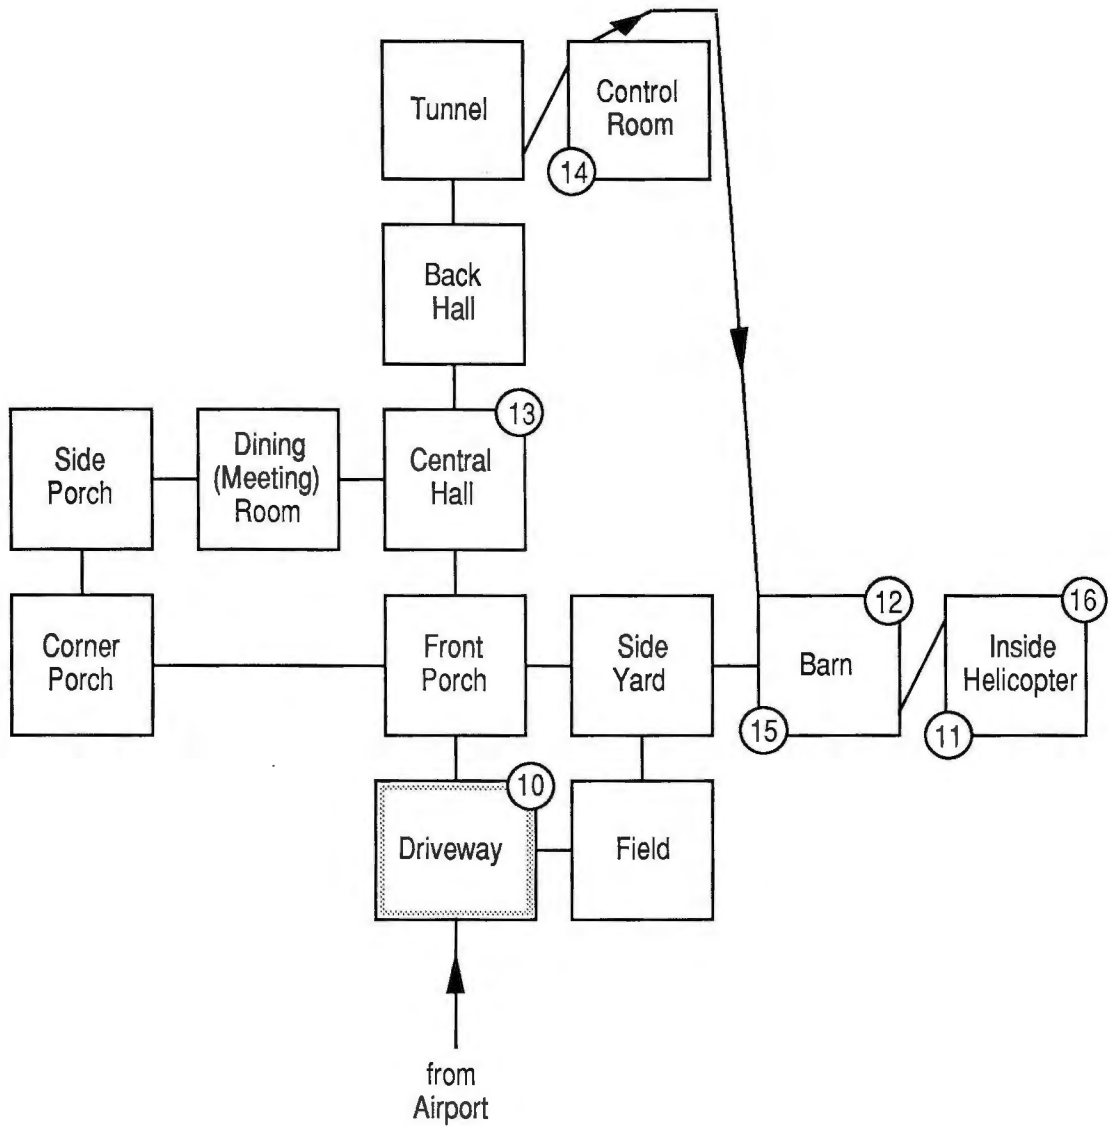 Tunnel
Control
Room
14
Back
Hall
13
Side
Porch
Dining
(Meeting)
Room
Central
Hall
Corner
Porch
Front
Porch
Side
Yard
12
Barn
15
16
Inside
Helicopter
11
10
Driveway
Field
from
Airport